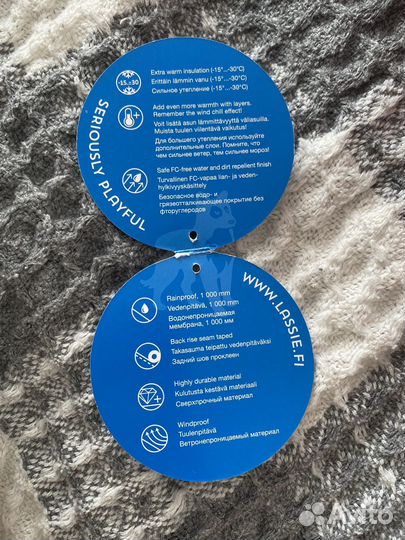 SERIOUSLY PLAYFUL
-15...-30
Extra warm insulation (-15°...-30°C)
Erittäin lämmin vanu (-15°...-30°C)
Сильное утепление (-15°...-30°C)
Add even more warmth with layers.
Remember the wind chill effect!
Voit lisätä asun lämmittävyyttä väliasuilla.
Muista tuulen viilentävä vaikutus!
Для большего утепления используйте
дополнительные слои. Помните, что
чем сильнее ветер, тем сильнее мороз!
Safe FC-free water and dirt repellent finish
Turvallinen FC-vapaa lian- ja veden-
hylkivyyskäsittely
Безопасное водо- и
грязеотталкивающее покрытие без
фторуглеродов
WWW.LASSIE.FI
Rainproof, 1 000 mm
Vedenpitävä, 1 000 mm
Водонепроницаемая
мембрана, 1 000 мм
Back rise seam taped
Takasauma teipattu vedenpitäväksi
Задний шов проклеен
Highly durable material
Kulutusta kestävä materiaali
Сверхпрочный материал
Windproof
Tuulenpitävä
Ветронепроницаемый материал
Avito